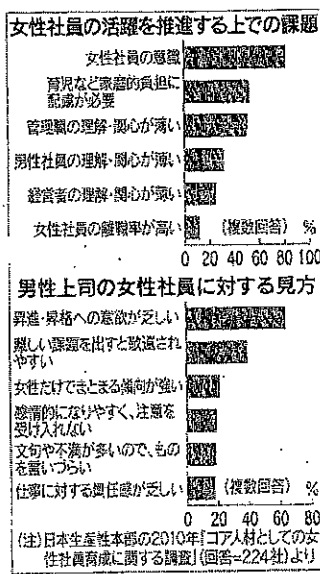 女性社員の活躍を推進する上での課題
女性社員の意識
育児など家庭的負担に
配慮が必要
管理職の理解・関心が薄い
男性社員の理解・関心が薄い
経営者の理解・関心が薄い
女性社員の離職率が高い
(複数回答) %
0 20 40 60 80 100
男性上司の女性社員に対する見方
昇進・昇格への意欲が乏しい
難しい課題を出すと敬遠され
やすい
女性だけでまとまる傾向が強い
感情的になりやすく、注意を
受け入れない
文句や不満が多いので、もの
を言いづらい
仕事に対する責任感が乏しい
(複数回答) %
0 20 40 60 80
(注)日本生産性本部の2010年「コア人材としての女
性社員育成に関する調査」(回答=224社)より